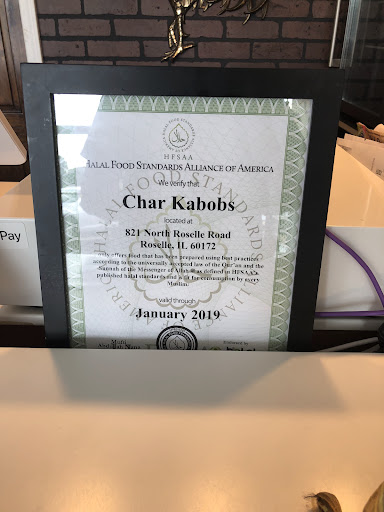 HFSAA
HALAL FOOD STANDARDS ALLIANCE OF AMERICA
We verify that
Char Kabobs
located at
821 North Roselle Road
Roselle, IL 60172
only offers food that has been prepared using best practices
according to the universally accepted law of the Qur'an and the
Sunnah of the Messenger of Allah as defined in HFSAA's
published halal standards and is fit for consumption by every
Muslim.
valid through
January 2019
Pay